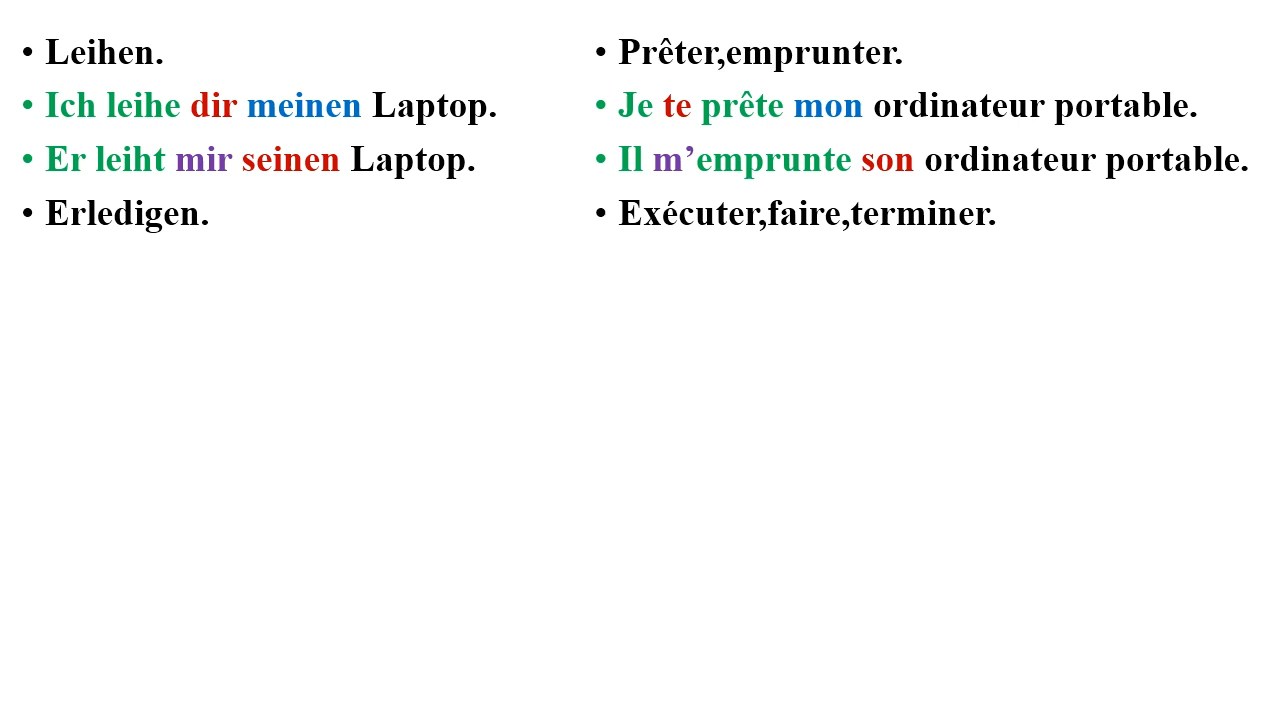 • Leihen.
• Ich leihe dir meinen Laptop.
• Er leiht mir seinen Laptop.
• Erledigen.
• Prêter,emprunter.
• Je te prête mon ordinateur portable.
• Il m’emprunte son ordinateur portable.
• Exécuter,faire,terminer.